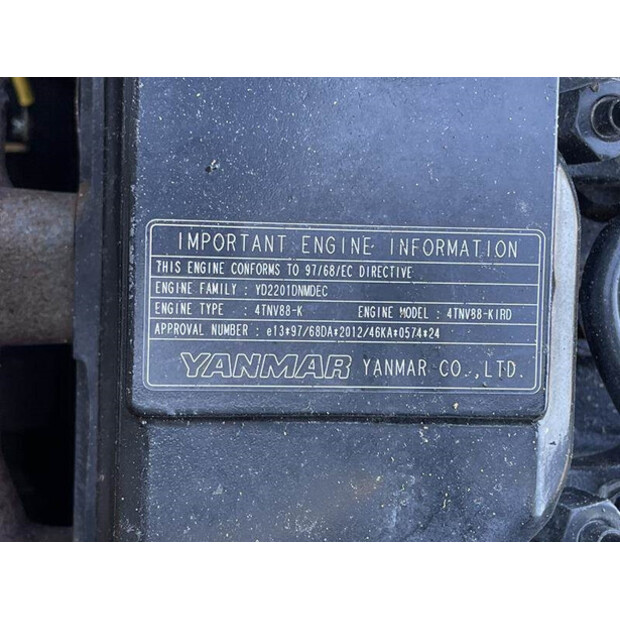 IMPORTANT ENGINE INFORMATION
THIS ENGINE CONFORMS TO 97/68/EC DIRECTIVE
ENGINE FAMILY : YD2201DNMDEC
ENGINE TYPE : 4TNV88-K ENGINE MODEL : 4TNV88-KIRD
APPROVAL NUMBER : e13*97/68DA*2012/46KA*0574*24
YANMAR YANMAR CO.,LTD.